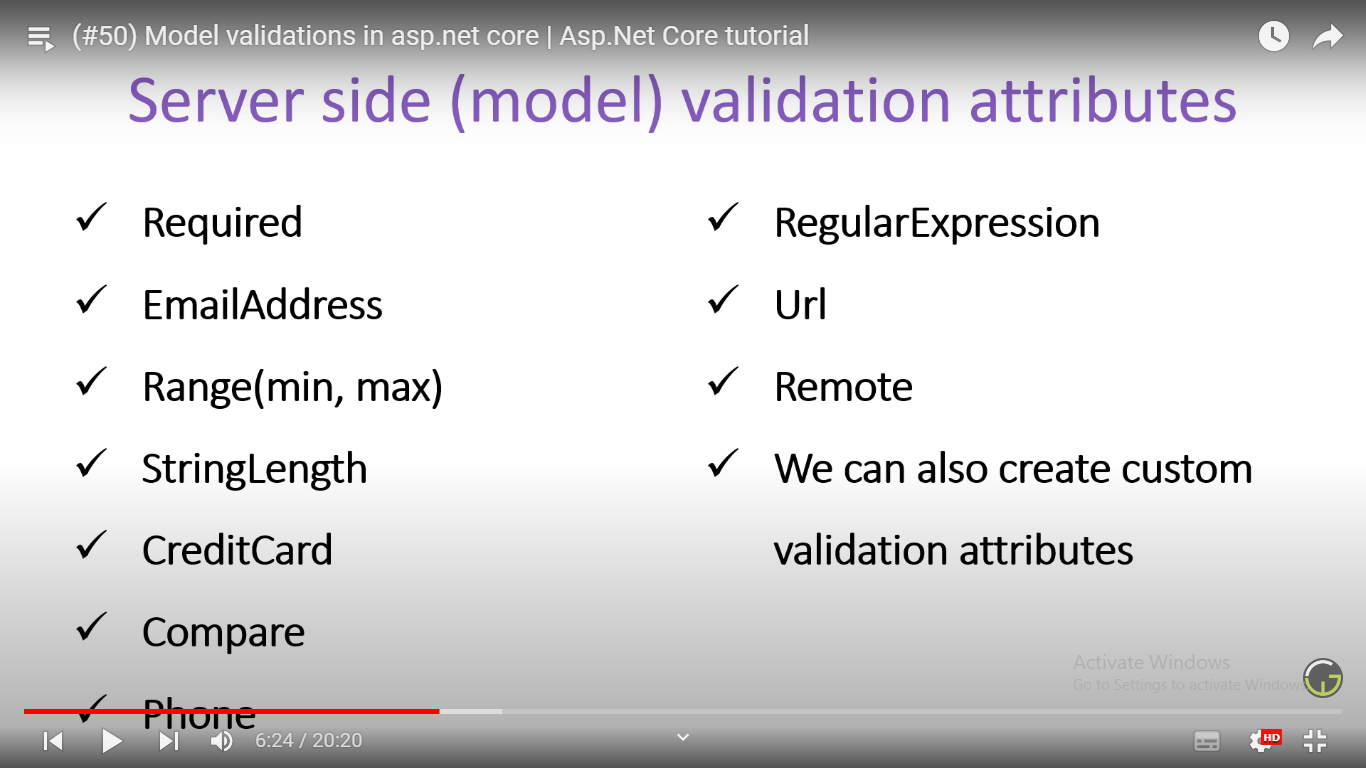 (#50) Model validations in asp.net core | Asp.Net Core tutorial
Server side (model) validation attributes
Required
EmailAddress
Range(min, max)
StringLength
CreditCard
Compare
Phone
RegularExpression
Url
Remote
We can also create custom
validation attributes
Activate Windows
Go to Settings to activate Windows
6:24 / 20:20
HD